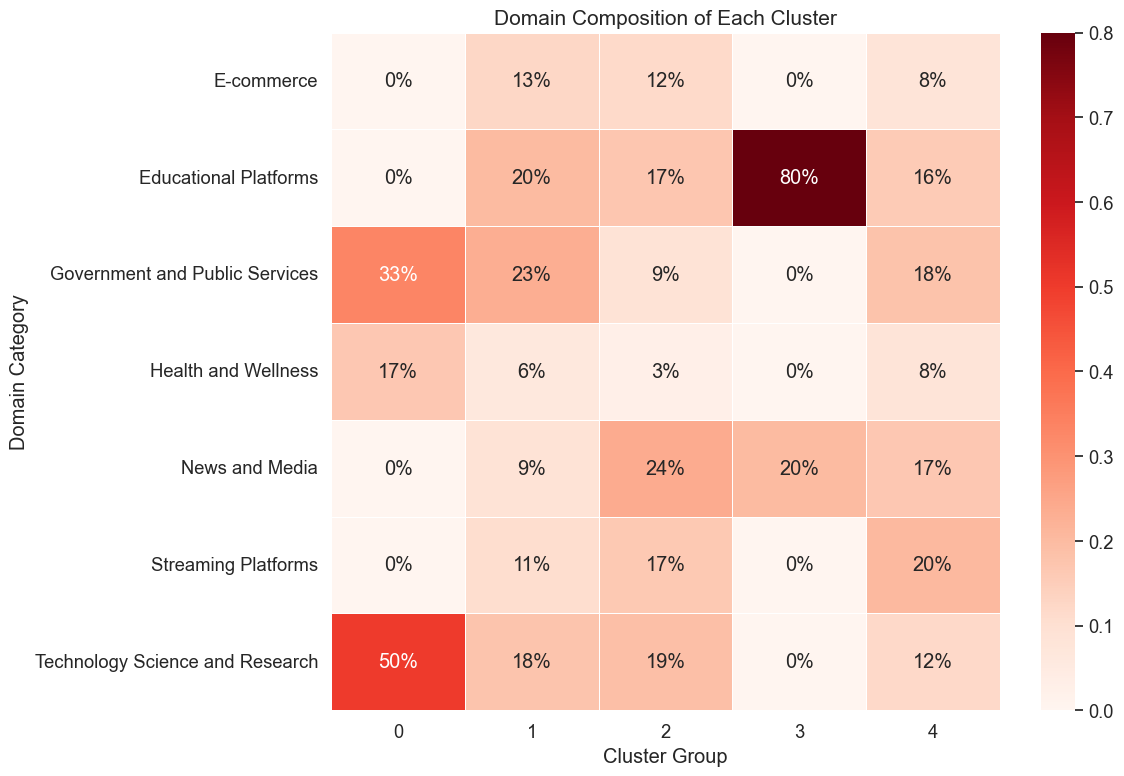 Domain Composition of Each Cluster
E-commerce 0% 13% 12% 0% 8%
Educational Platforms 0% 20% 17% 80% 16%
Government and Public Services 33% 23% 9% 0% 18%
Health and Wellness 17% 6% 3% 0% 8%
News and Media 0% 9% 24% 20% 17%
Streaming Platforms 0% 11% 17% 0% 20%
Technology Science and Research 50% 18% 19% 0% 12%
0 1 2 3 4
Cluster Group
Domain Category
0.8
0.7
0.6
0.5
0.4
0.3
0.2
0.1
0.0